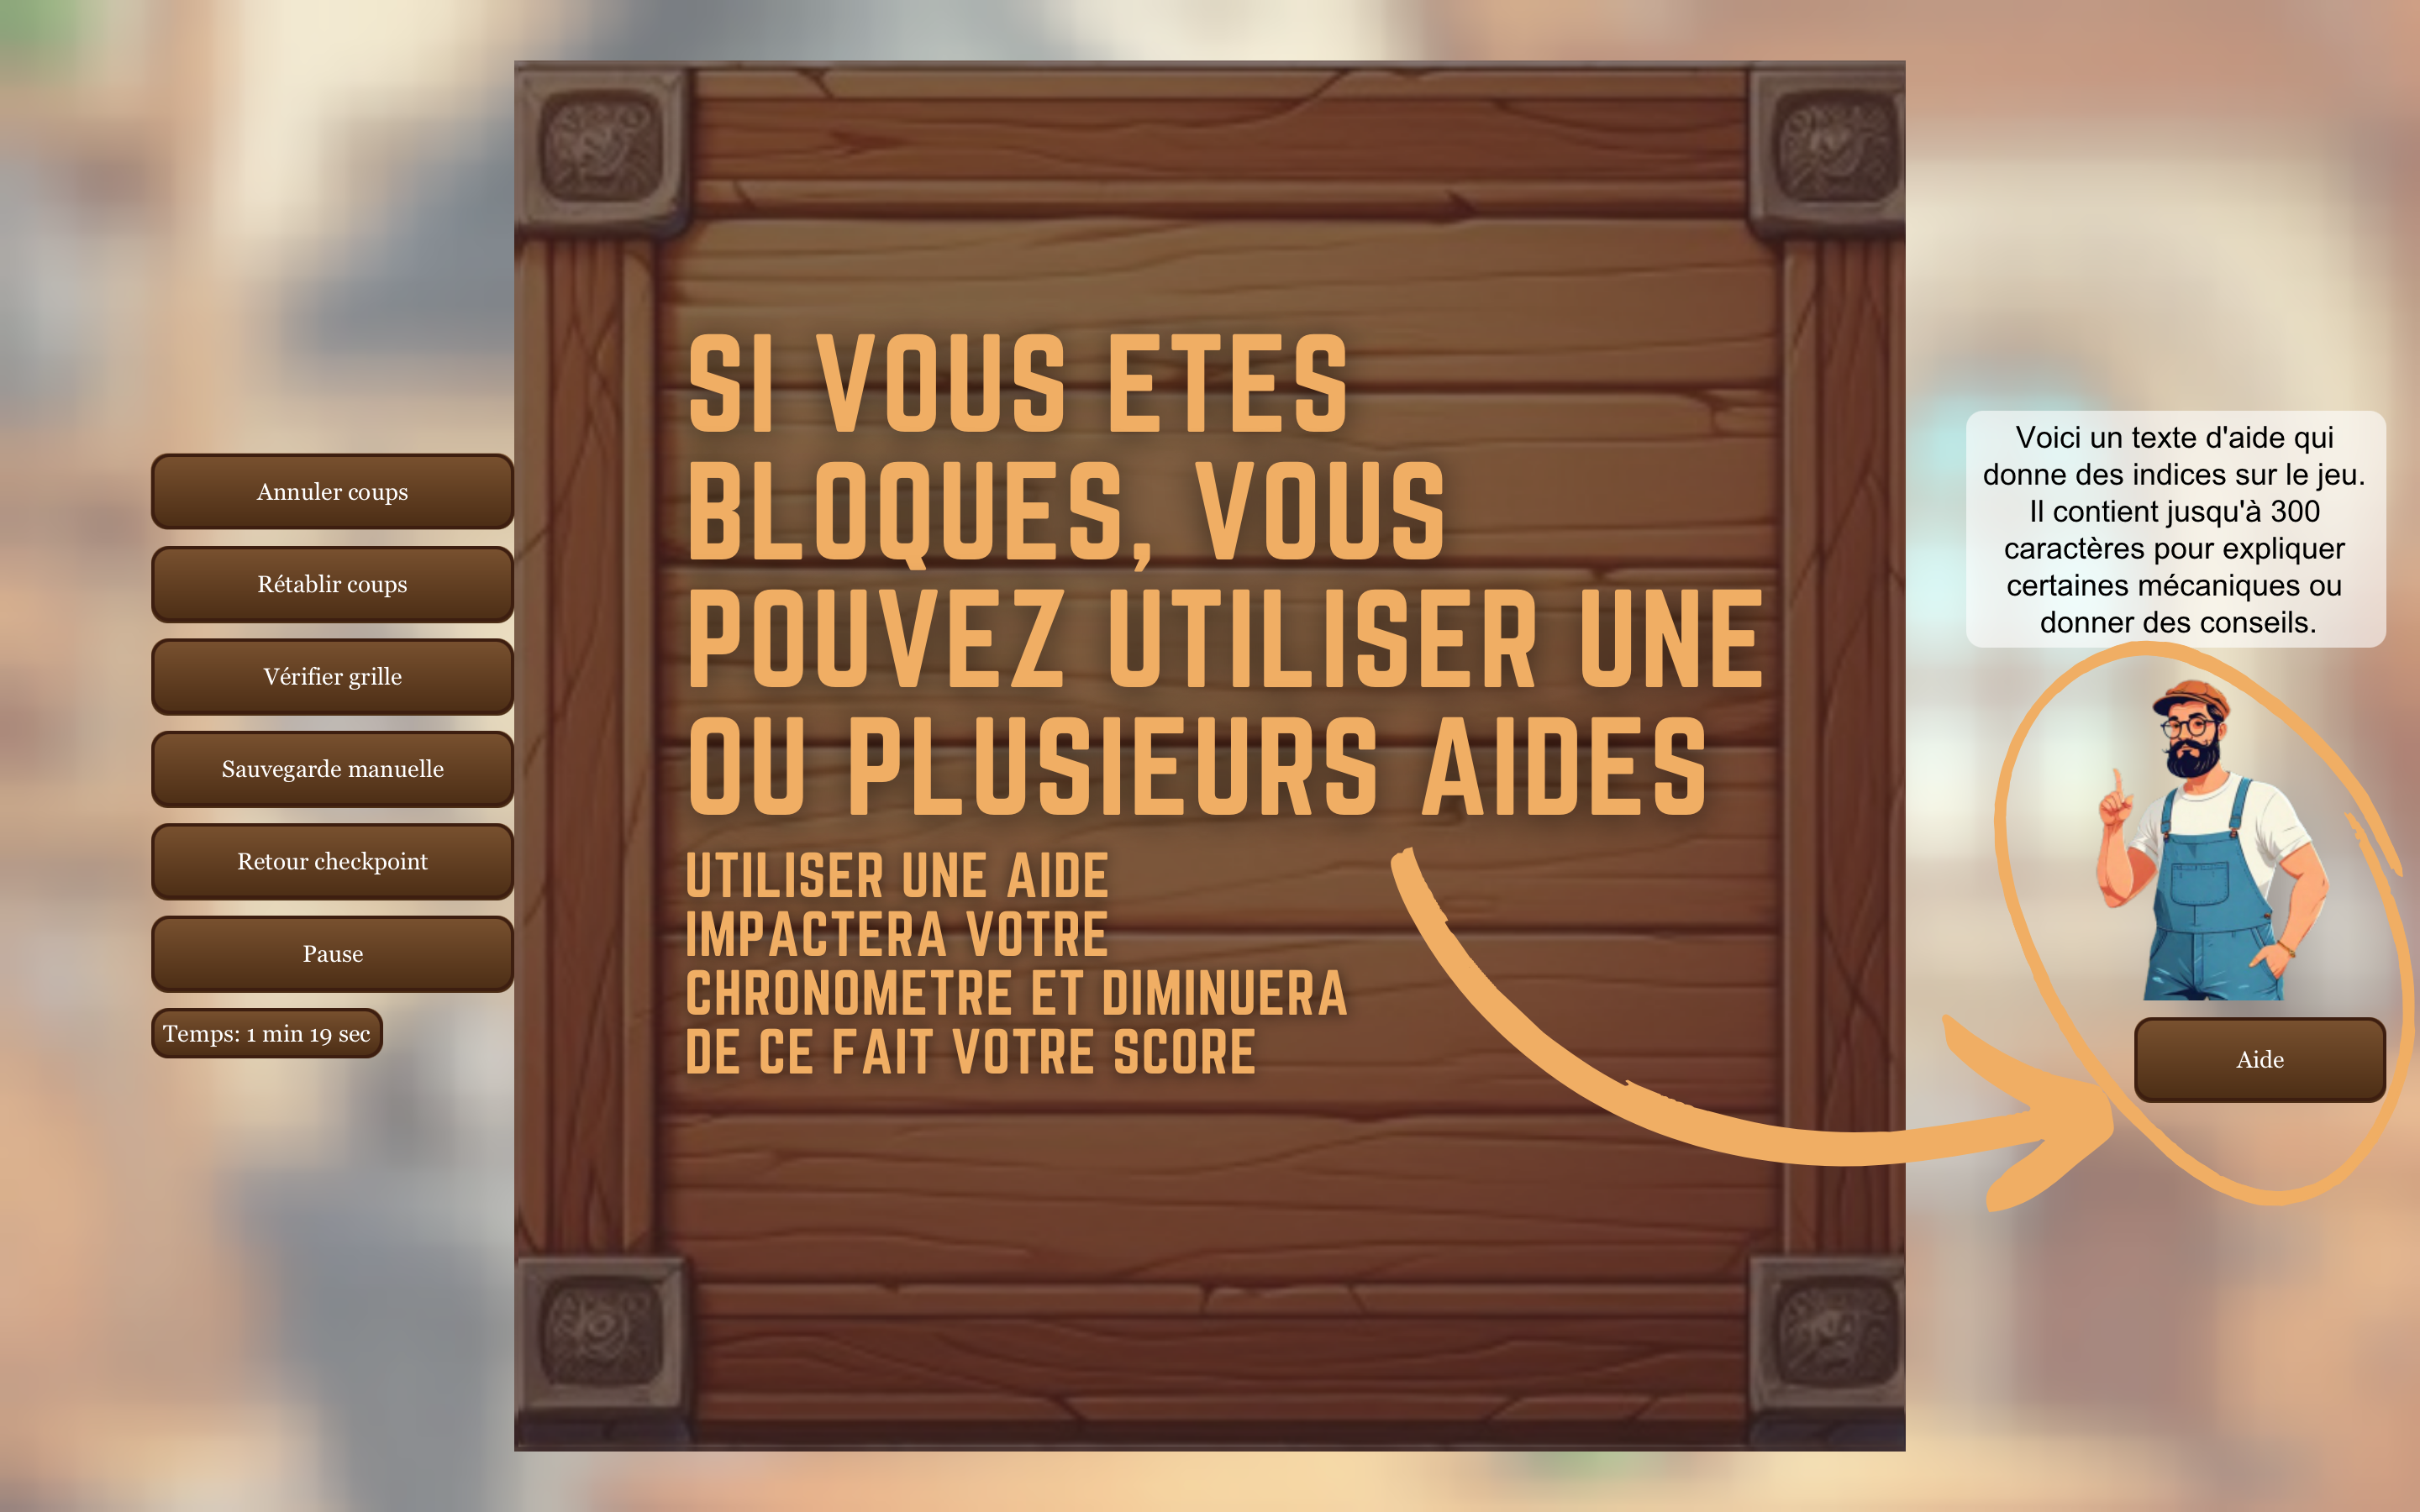 Annuler coups
Rétablir coups
Vérifier grille
Sauvegarde manuelle
Retour checkpoint
Pause
Temps: 1 min 19 sec
SI VOUS ETES
BLOQUES, VOUS
POUVEZ UTILISER UNE
OU PLUSIEURS AIDES
UTILISER UNE AIDE
IMPACTERA VOTRE
CHRONOMETRE ET DIMINUERA
DE CE FAIT VOTRE SCORE
Voici un texte d'aide qui
donne des indices sur le jeu.
Il contient jusqu'à 300
caractères pour expliquer
certaines mécaniques ou
donner des conseils.
Aide